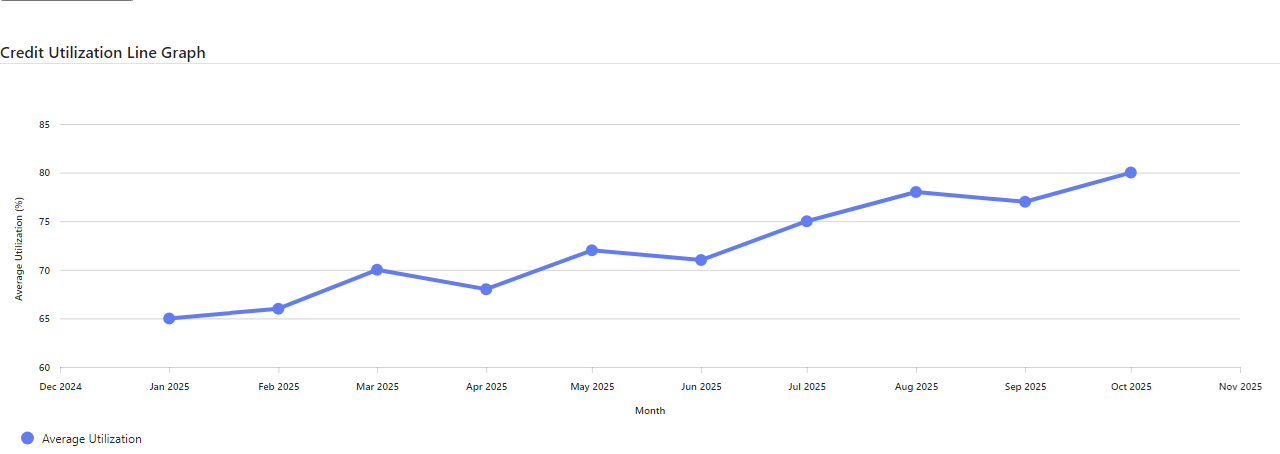 Credit Utilization Line Graph
85
80
75
70
65
60
Average Utilization (%)
Dec 2024 Jan 2025 Feb 2025 Mar 2025 Apr 2025 May 2025 Jun 2025 Jul 2025 Aug 2025 Sep 2025 Oct 2025 Nov 2025
Month
Average Utilization